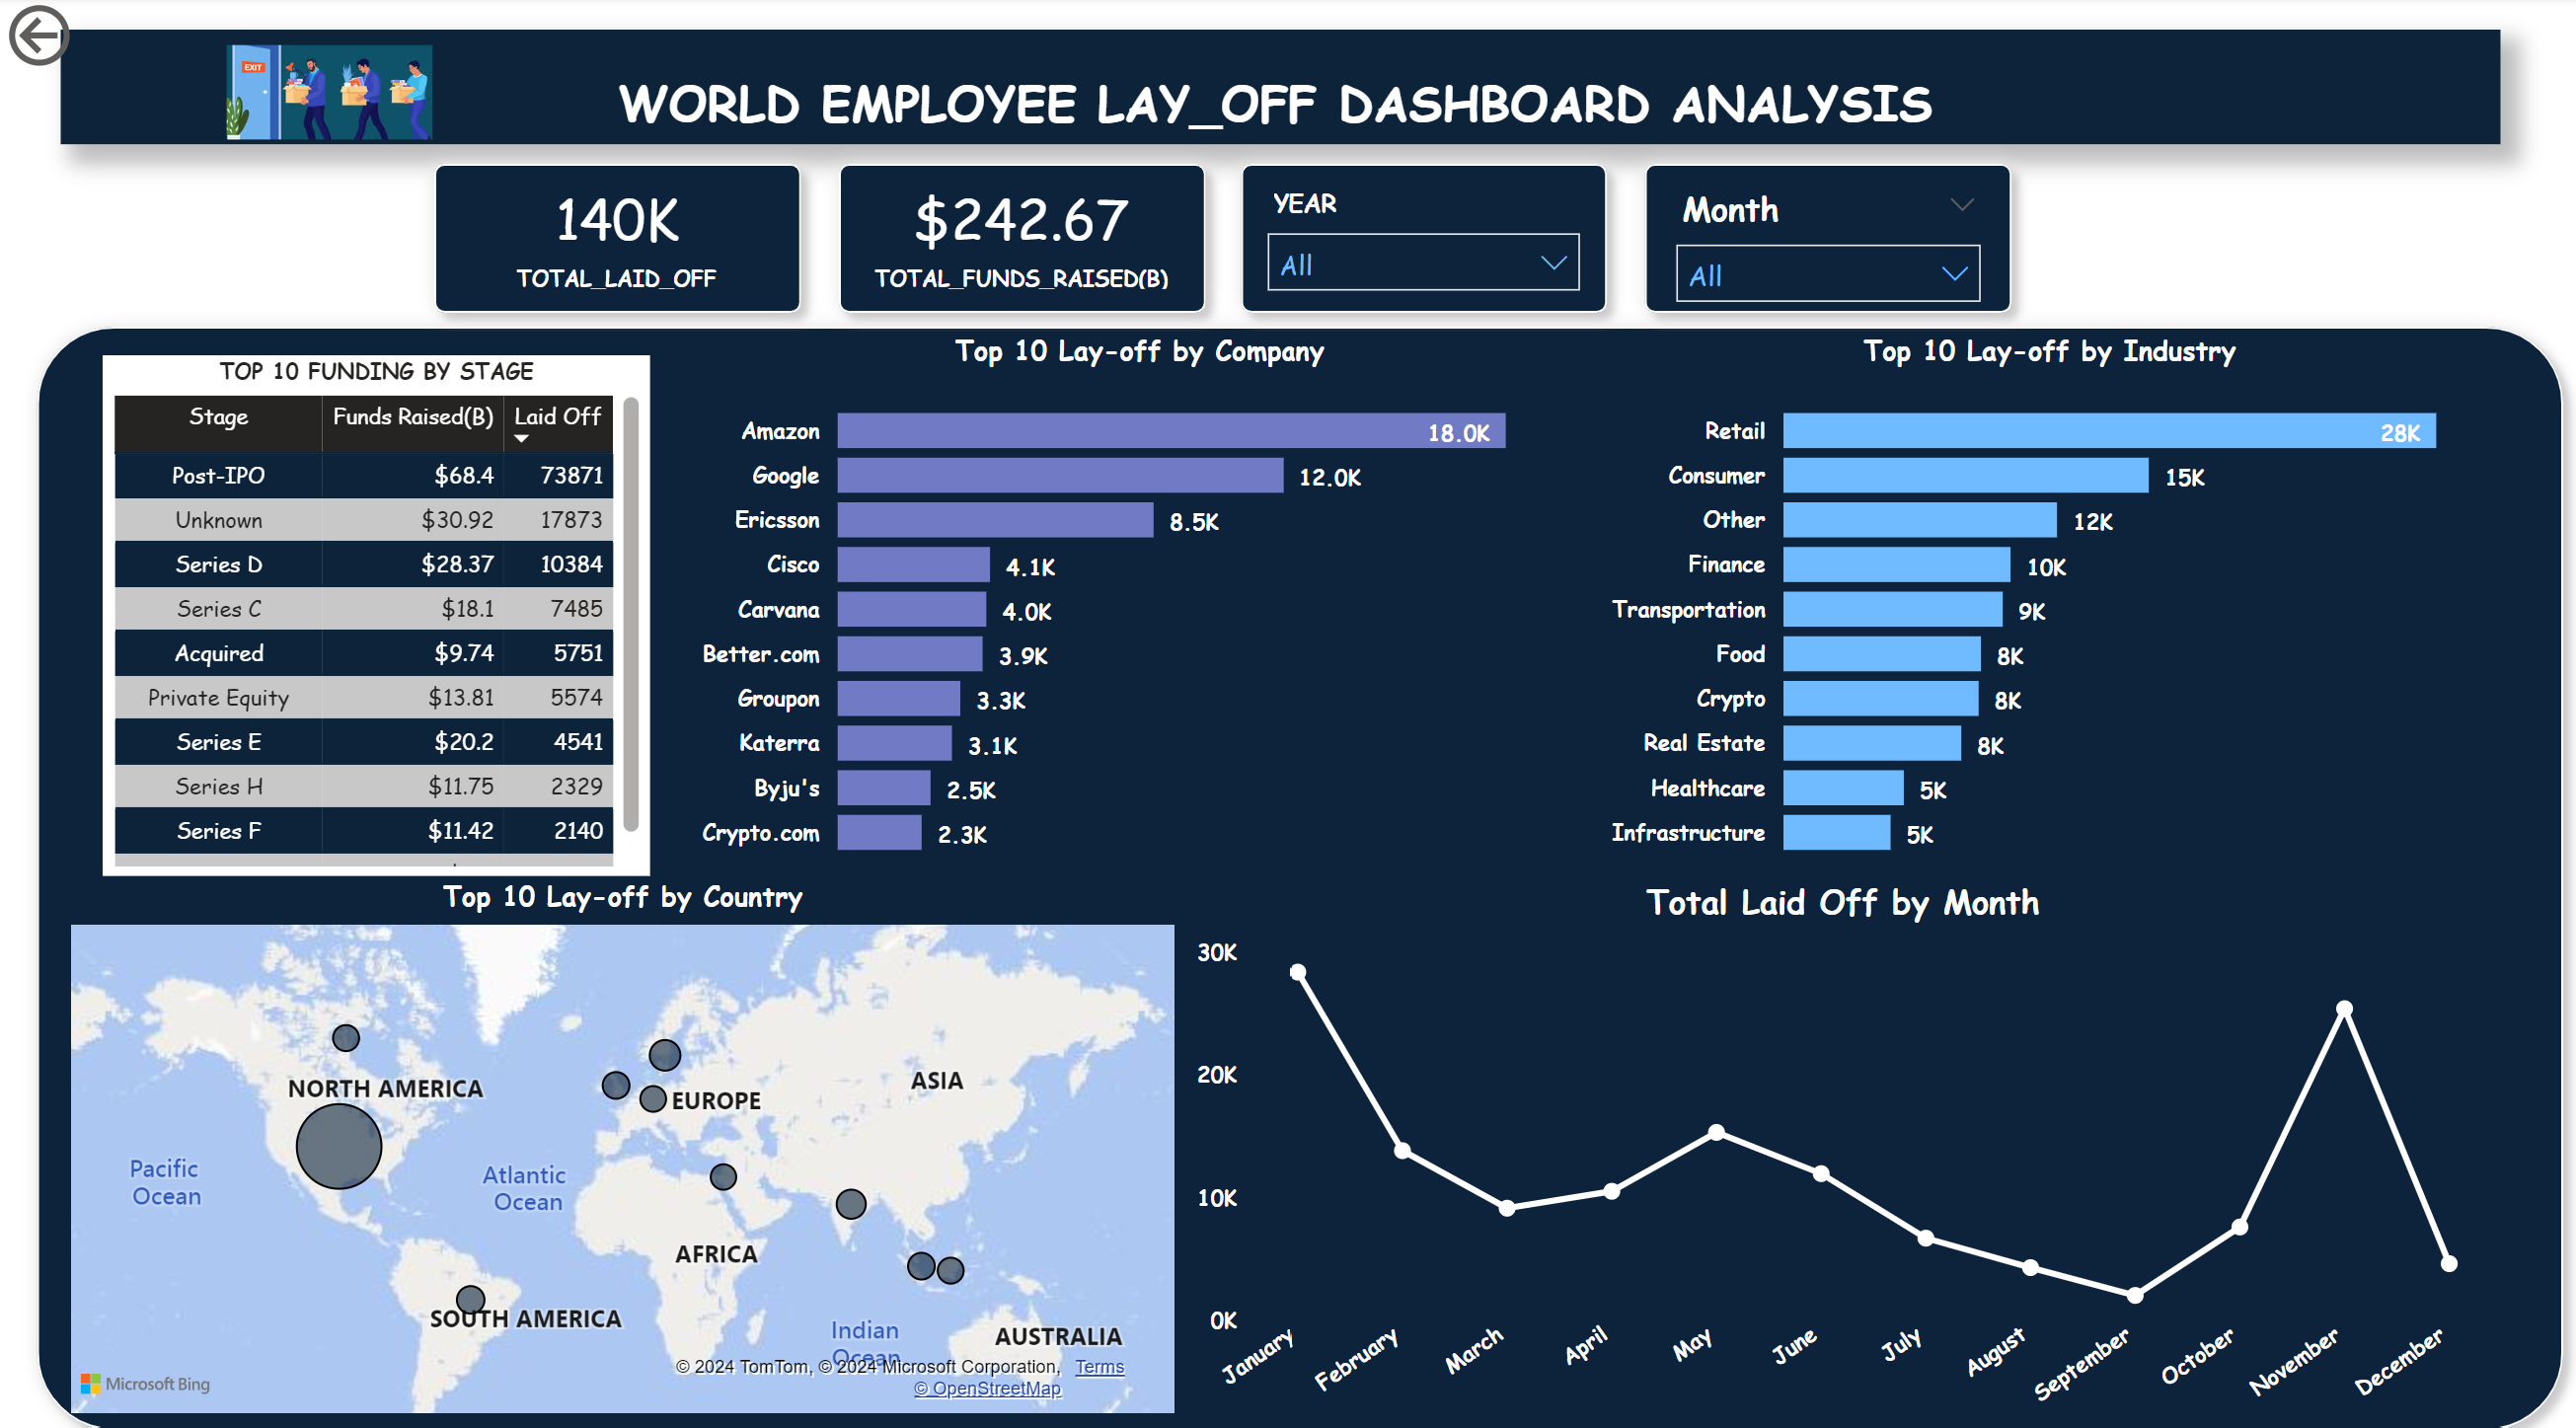 EXIT
WORLD EMPLOYEE LAY_OFF DASHBOARD ANALYSIS
140K
TOTAL_LAID_OFF
$242.67
TOTAL_FUNDS_RAISED(B)
YEAR
All
Month
All
TOP 10 FUNDING BY STAGE
Stage Funds Raised(B) Laid Off
Post-IPO $68.4 73871
Unknown $30.92 17873
Series D $28.37 10384
Series C $18.1 7485
Acquired $9.74 5751
Private Equity $13.81 5574
Series E $20.2 4541
Series H $11.75 2329
Series F $11.42 2140
Top 10 Lay-off by Company
Amazon 18.0K
Google 12.0K
Ericsson 8.5K
Cisco 4.1K
Carvana 4.0K
Better.com 3.9K
Groupon 3.3K
Katerra 3.1K
Byju's 2.5K
Crypto.com 2.3K
Top 10 Lay-off by Industry
Retail 28K
Consumer 15K
Other 12K
Finance 10K
Transportation 9K
Food 8K
Crypto 8K
Real Estate 8K
Healthcare 5K
Infrastructure 5K
Top 10 Lay-off by Country
NORTH AMERICA
EUROPE
ASIA
Pacific
Ocean
Atlantic
Ocean
AFRICA
SOUTH AMERICA
Indian
Ocean
AUSTRALIA
© 2024 TomTom, © 2024 Microsoft Corporation, Terms
© OpenStreetMap
Microsoft Bing
Total Laid Off by Month
30K
20K
10K
0K
January February March April May June July August September October November December